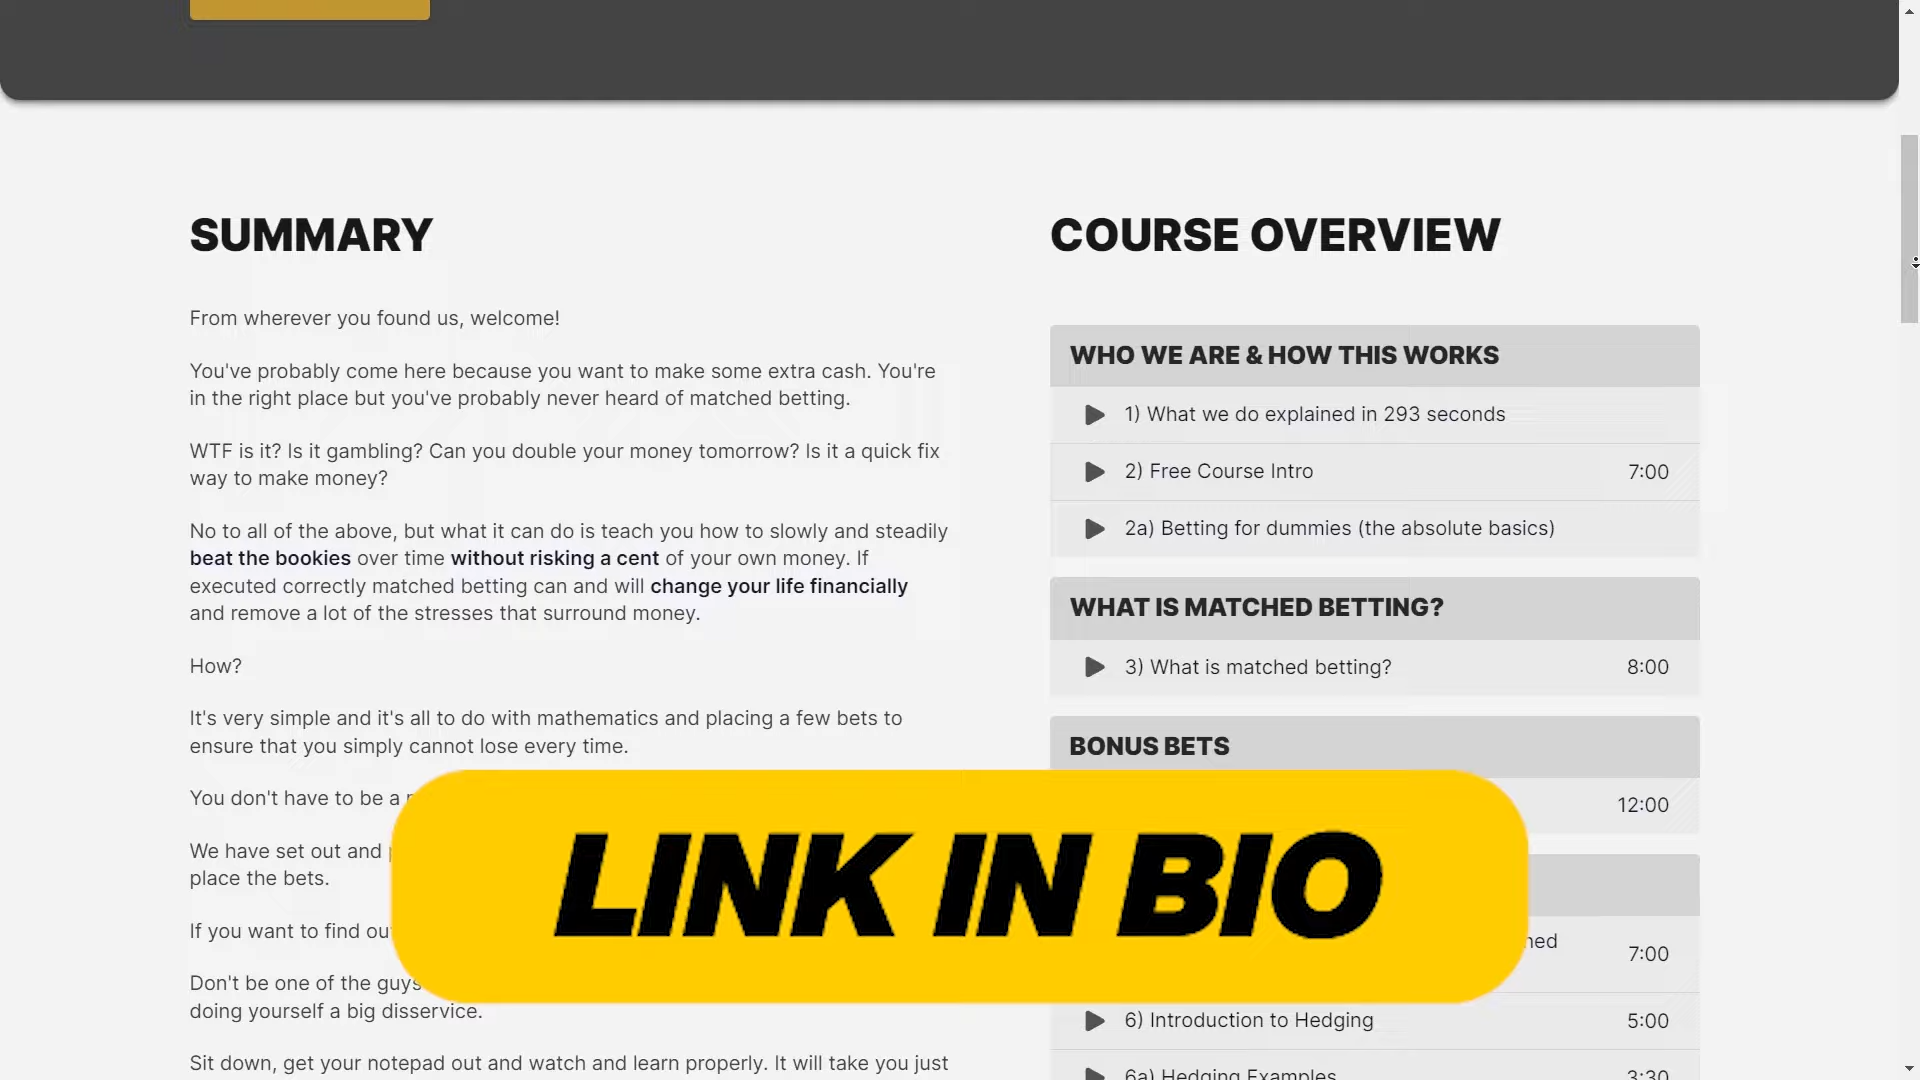 SUMMARY
From wherever you found us, welcome!
You've probably come here because you want to make some extra cash. You're
in the right place but you've probably never heard of matched betting.
WTF is it? Is it gambling? Can you double your money tomorrow? Is it a quick fix
way to make money?
No to all of the above, but what it can do is teach you how to slowly and steadily
beat the bookies over time without risking a cent of your own money. If
executed correctly matched betting can and will change your life financially
and remove a lot of the stresses that surround money.
How?
It's very simple and it's all to do with mathematics and placing a few bets to
ensure that you simply cannot lose every time.
You don't have to be a
We have set out and
place the bets.
If you want to find
Don't be one of the guys
doing yourself a big disservice.
Sit down, get your notepad out and watch and learn properly. It will take you just
COURSE OVERVIEW
WHO WE ARE & HOW THIS WORKS
1) What we do explained in 293 seconds
2) Free Course Intro 7:00
2a) Betting for dummies (the absolute basics)
WHAT IS MATCHED BETTING?
3) What is matched betting? 8:00
BONUS BETS
12:00
7:00
6) Introduction to Hedging 5:00
6a) Hedging Examples 3:30
LINK IN BIO